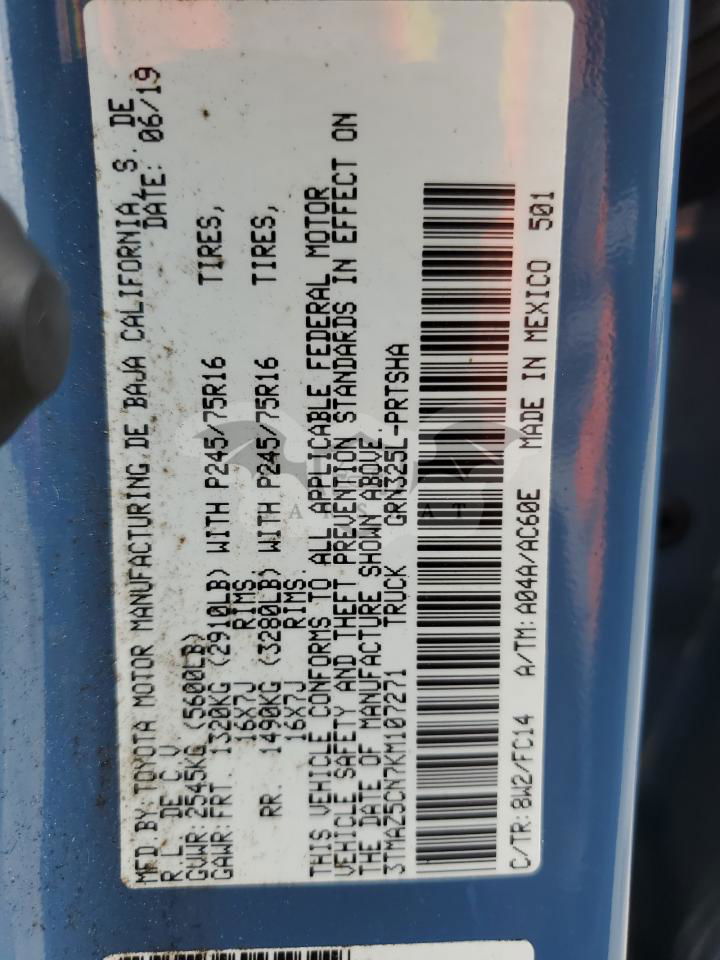 MFD.BY:TOYOTA MOTOR MANUFACTURING DE BAJA CALIFORNIA, S. DE
R.L. DE C V DATE: 06/19
GVWR:2545KG (5600LB)
GAWR:FRT. 1320KG (2910LB) WITH P245/75R16 TIRES,
16X7J RIMS.
RR. 1490KG (3280LB) WITH P245/75R16 TIRES,
16X7J RIMS.
THIS VEHICLE CONFORMS TO ALL APPLICABLE FEDERAL MOTOR
VEHICLE SAFETY AND THEFT PREVENTION STANDARDS IN EFFECT ON
THE DATE OF MANUFACTURE SHOWN ABOVE.
3TMAZ5CN7KM107271 TRUCK GRN325L-PRTSHA
C/TR:8W2/FC14 A/TM:A04A/AC60E MADE IN MEXICO 501